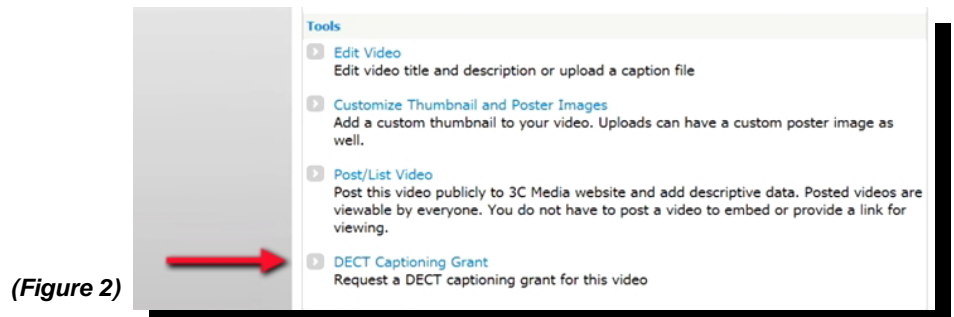 Tools
Edit Video
Edit video title and description or upload a caption file
Customize Thumbnail and Poster Images
Add a custom thumbnail to your video. Uploads can have a custom poster image as
well.
Post/List Video
Post this video publicly to 3C Media website and add descriptive data. Posted videos are
viewable by everyone. You do not have to post a video to embed or provide a link for
viewing.
DECT Captioning Grant
Request a DECT captioning grant for this video
(Figure 2)